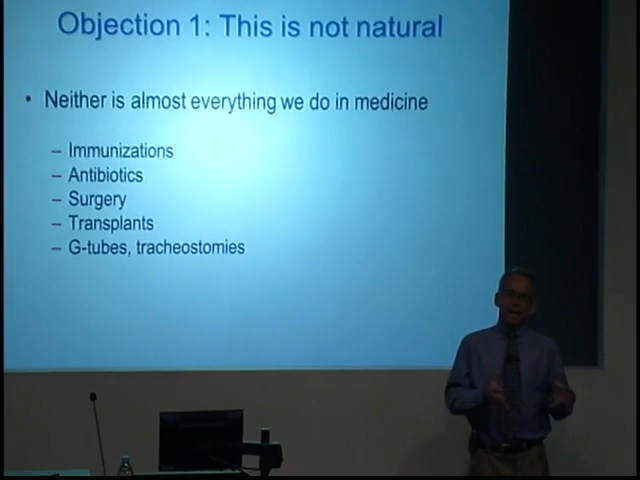 Objection 1: This is not natural
• Neither is almost everything we do in medicine
– Immunizations
– Antibiotics
– Surgery
– Transplants
– G-tubes, tracheostomies